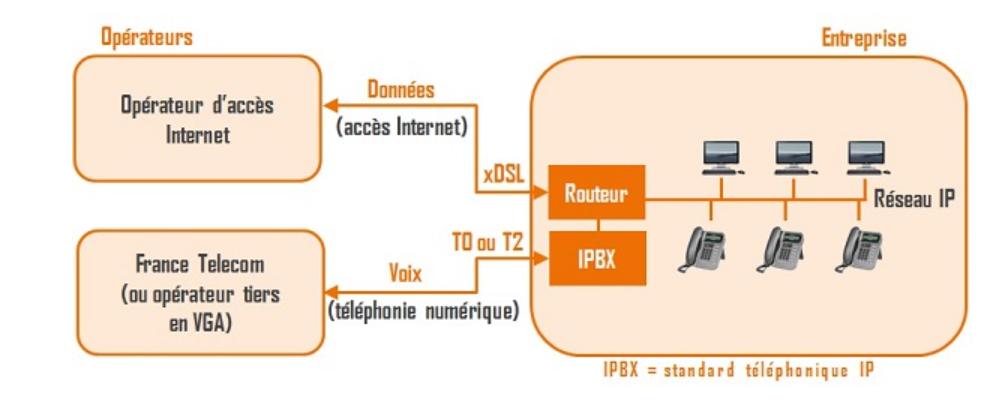 Opérateurs
Entreprise
Opérateur d'accès
Internet
Données
(accès Internet)
xDSL
Routeur
Réseau IP
T0 ou T2
IPBX
France Telecom
(ou opérateur tiers
en VGA)
Voix
(téléphonie numérique)
IPBX = standard téléphonique IP